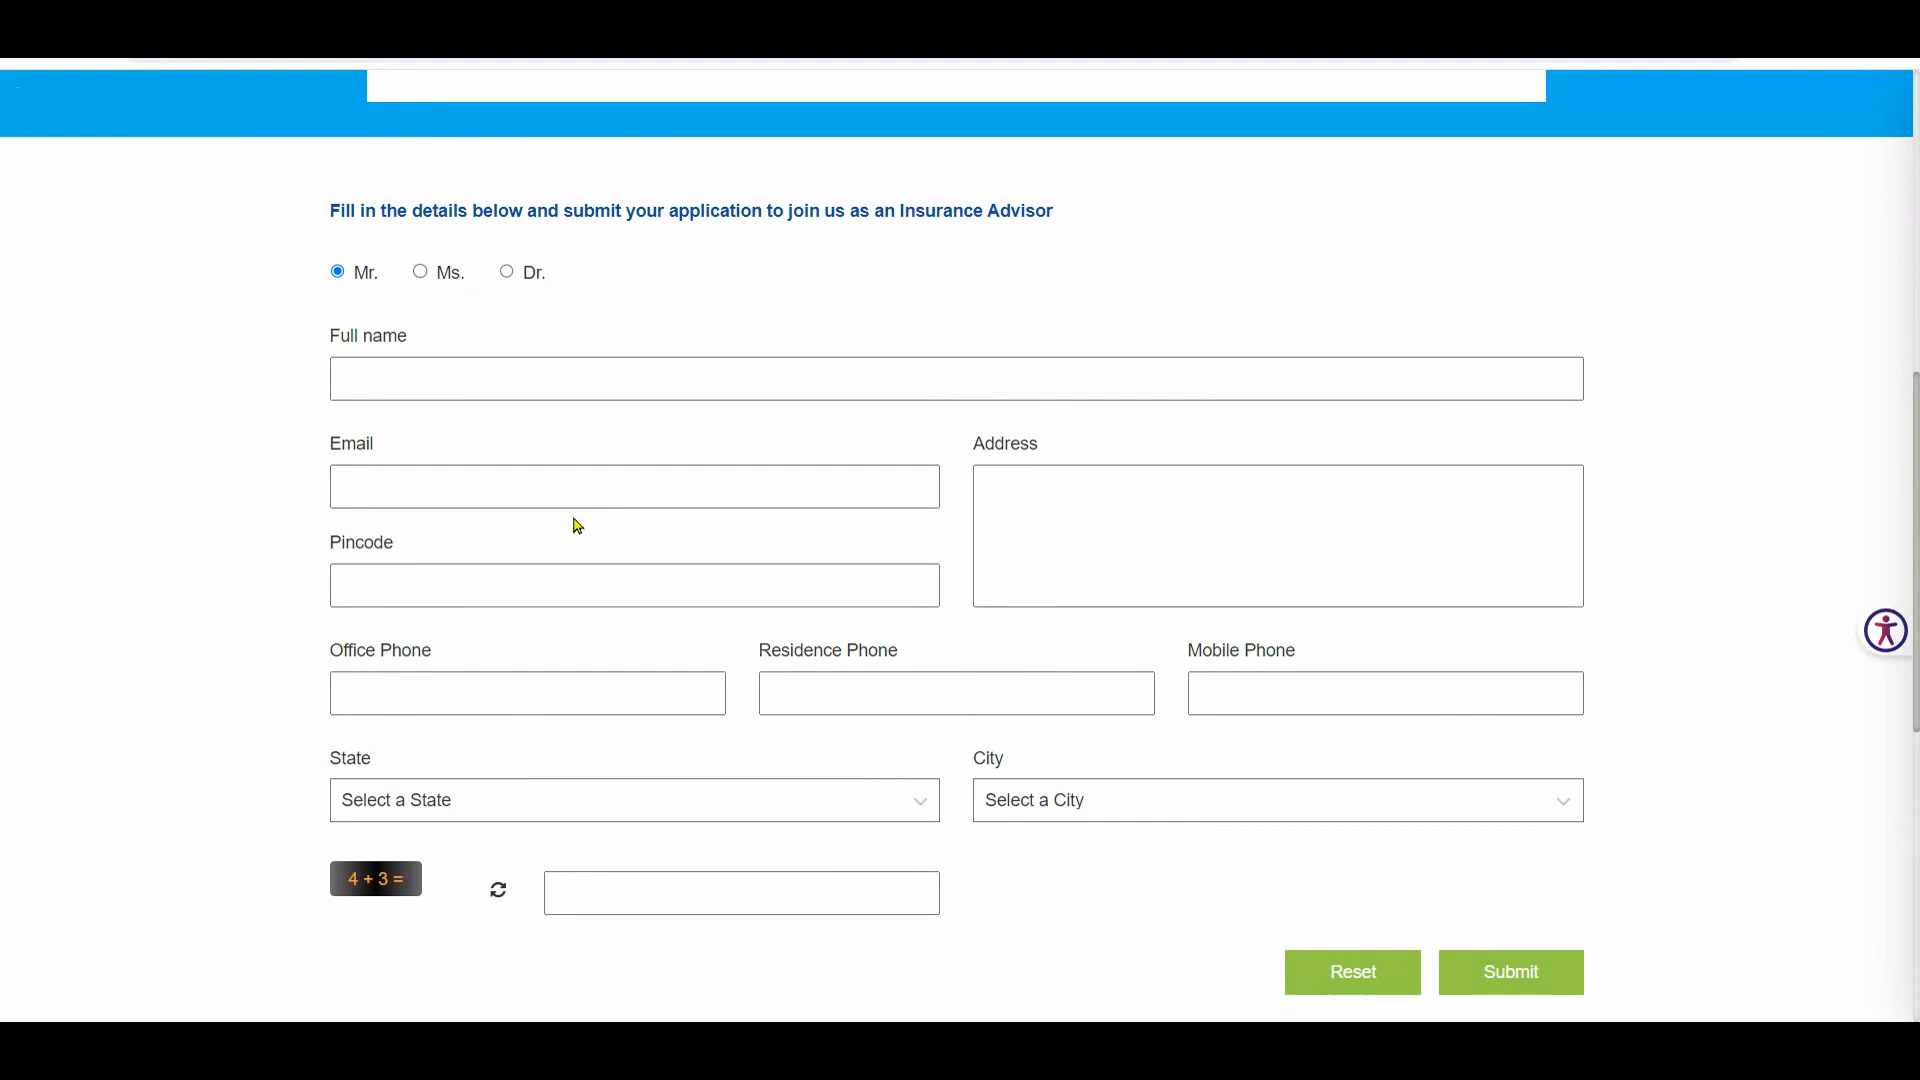 Fill in the details below and submit your application to join us as an Insurance Advisor
Mr. Ms. Dr.
Full name
Email Address
Pincode
Office Phone Residence Phone Mobile Phone
State City
Select a State Select a City
4 + 3 =
Reset Submit